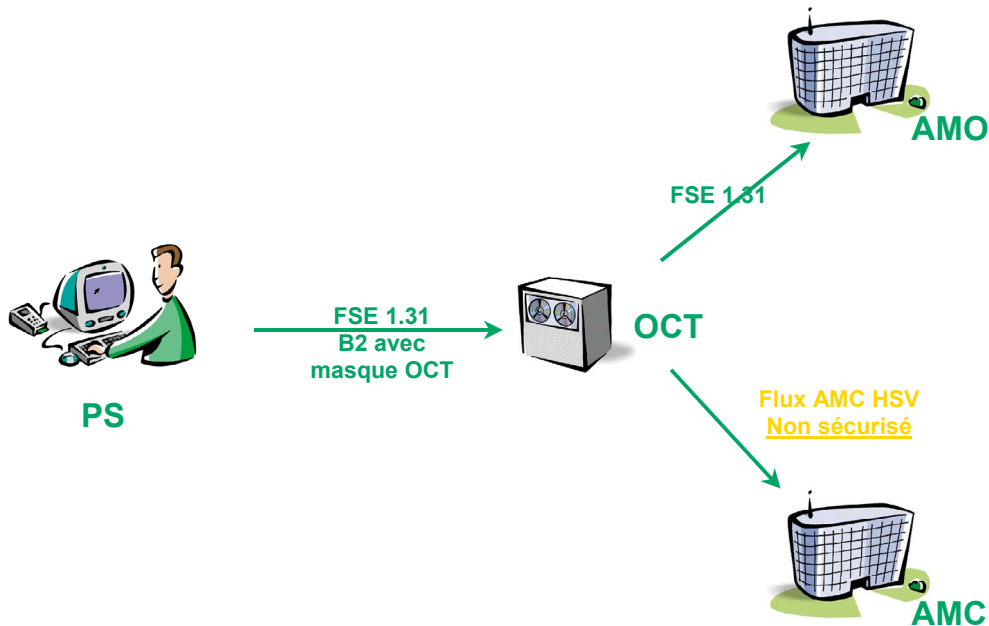 AMO
FSE 1.31
FSE 1.31
B2 avec
masque OCT
OCT
PS
Flux AMC HSV
Non sécurisé
AMC